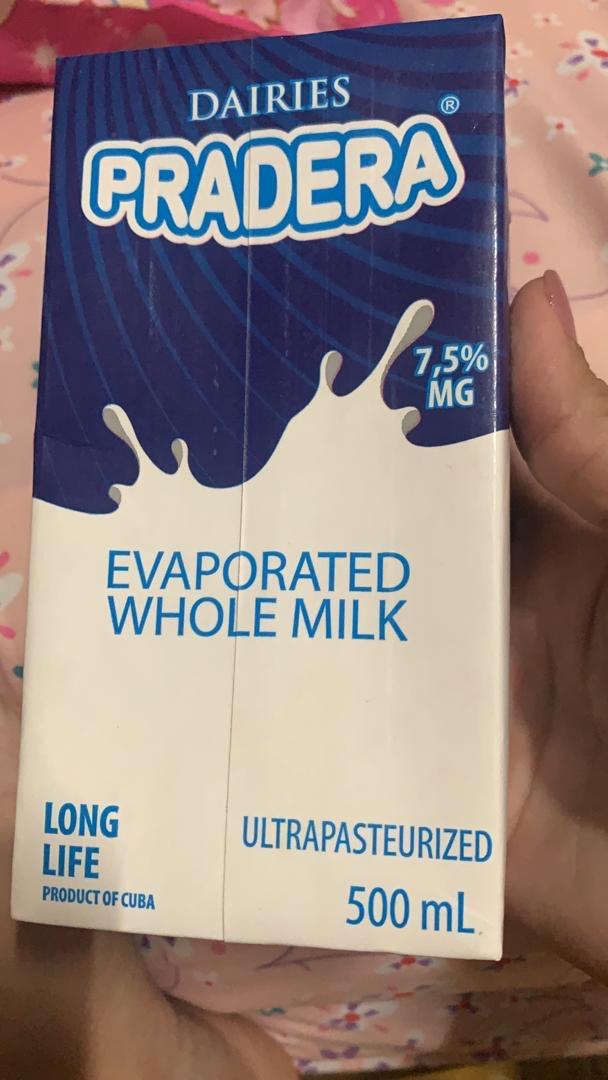 DAIRIES
PRADERA®
7,5%
MG
EVAPORATED
WHOLE MILK
LONG
LIFE
PRODUCT OF CUBA
ULTRAPASTEURIZED
500 mL